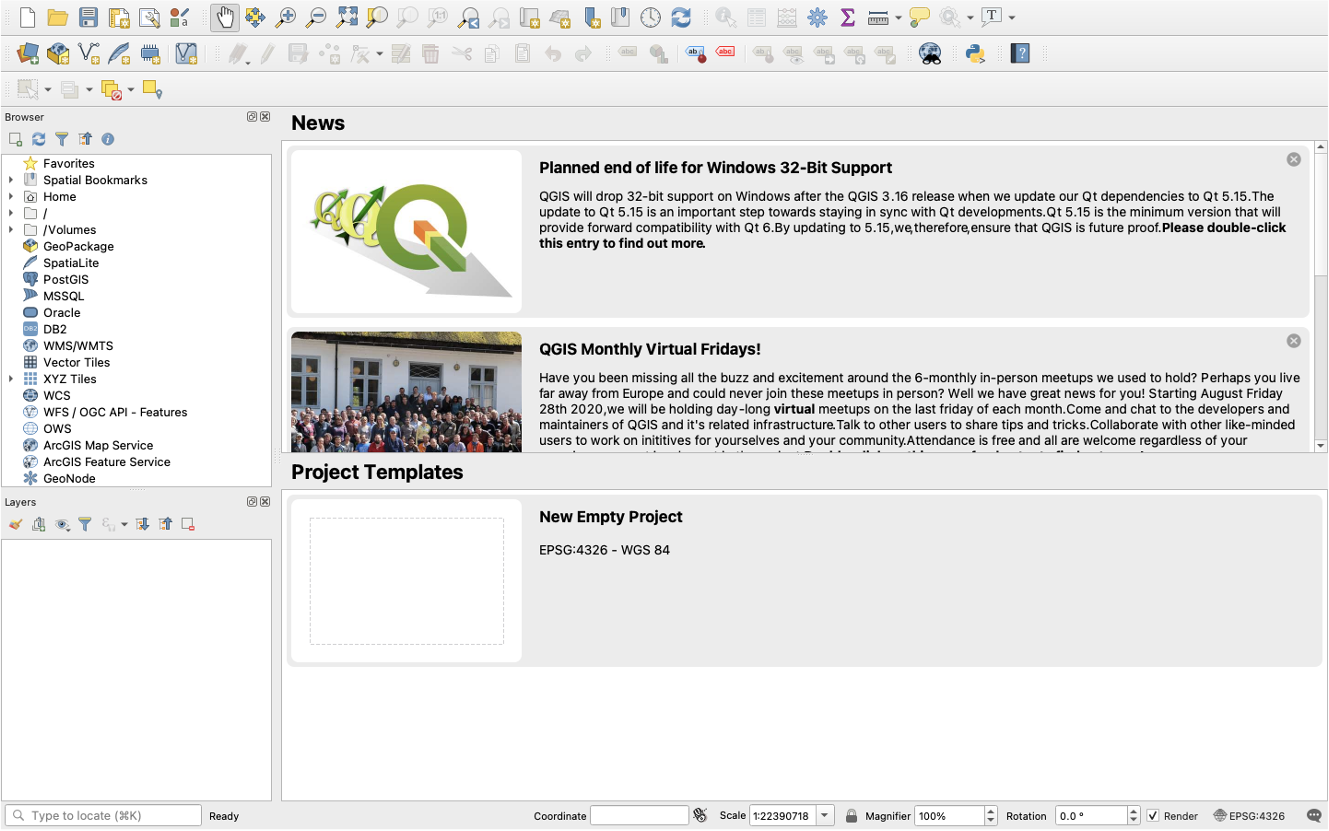 Browser
Favorites
Spatial Bookmarks
Home
/
/Volumes
GeoPackage
SpatiaLite
PostGIS
MSSQL
Oracle
DB2
DB2
WMS/WMTS
Vector Tiles
XYZ Tiles
WCS
WFS / OGC API - Features
OWS
ArcGIS Map Service
ArcGIS Feature Service
GeoNode
Layers
News
Planned end of life for Windows 32-Bit Support
QGIS will drop 32-bit support on Windows after the QGIS 3.16 release when we update our Qt dependencies to Qt 5.15.The
update to Qt 5.15 is an important step towards staying in sync with Qt developments.Qt 5.15 is the minimum version that will
provide forward compatibility with Qt 6.By updating to 5.15,we,therefore,ensure that QGIS is future proof.Please double-click
this entry to find out more.
QGIS Monthly Virtual Fridays!
Have you been missing all the buzz and excitement around the 6-monthly in-person meetups we used to hold? Perhaps you live
far away from Europe and could never join these meetups in person? Well we have great news for you! Starting August Friday
28th 2020,we will be holding day-long virtual meetups on the last friday of each month.Come and chat to the developers and
maintainers of QGIS and it's related infrastructure.Talk to other users to share tips and tricks.Collaborate with other like-minded
users to work on inititives for yourselves and your community.Attendance is free and all are welcome regardless of your
Project Templates
New Empty Project
EPSG:4326 - WGS 84
Type to locate (⌘K)
Ready
Coordinate
Scale
1:22390718
Magnifier
100%
Rotation
0.0 °
Render
EPSG:4326